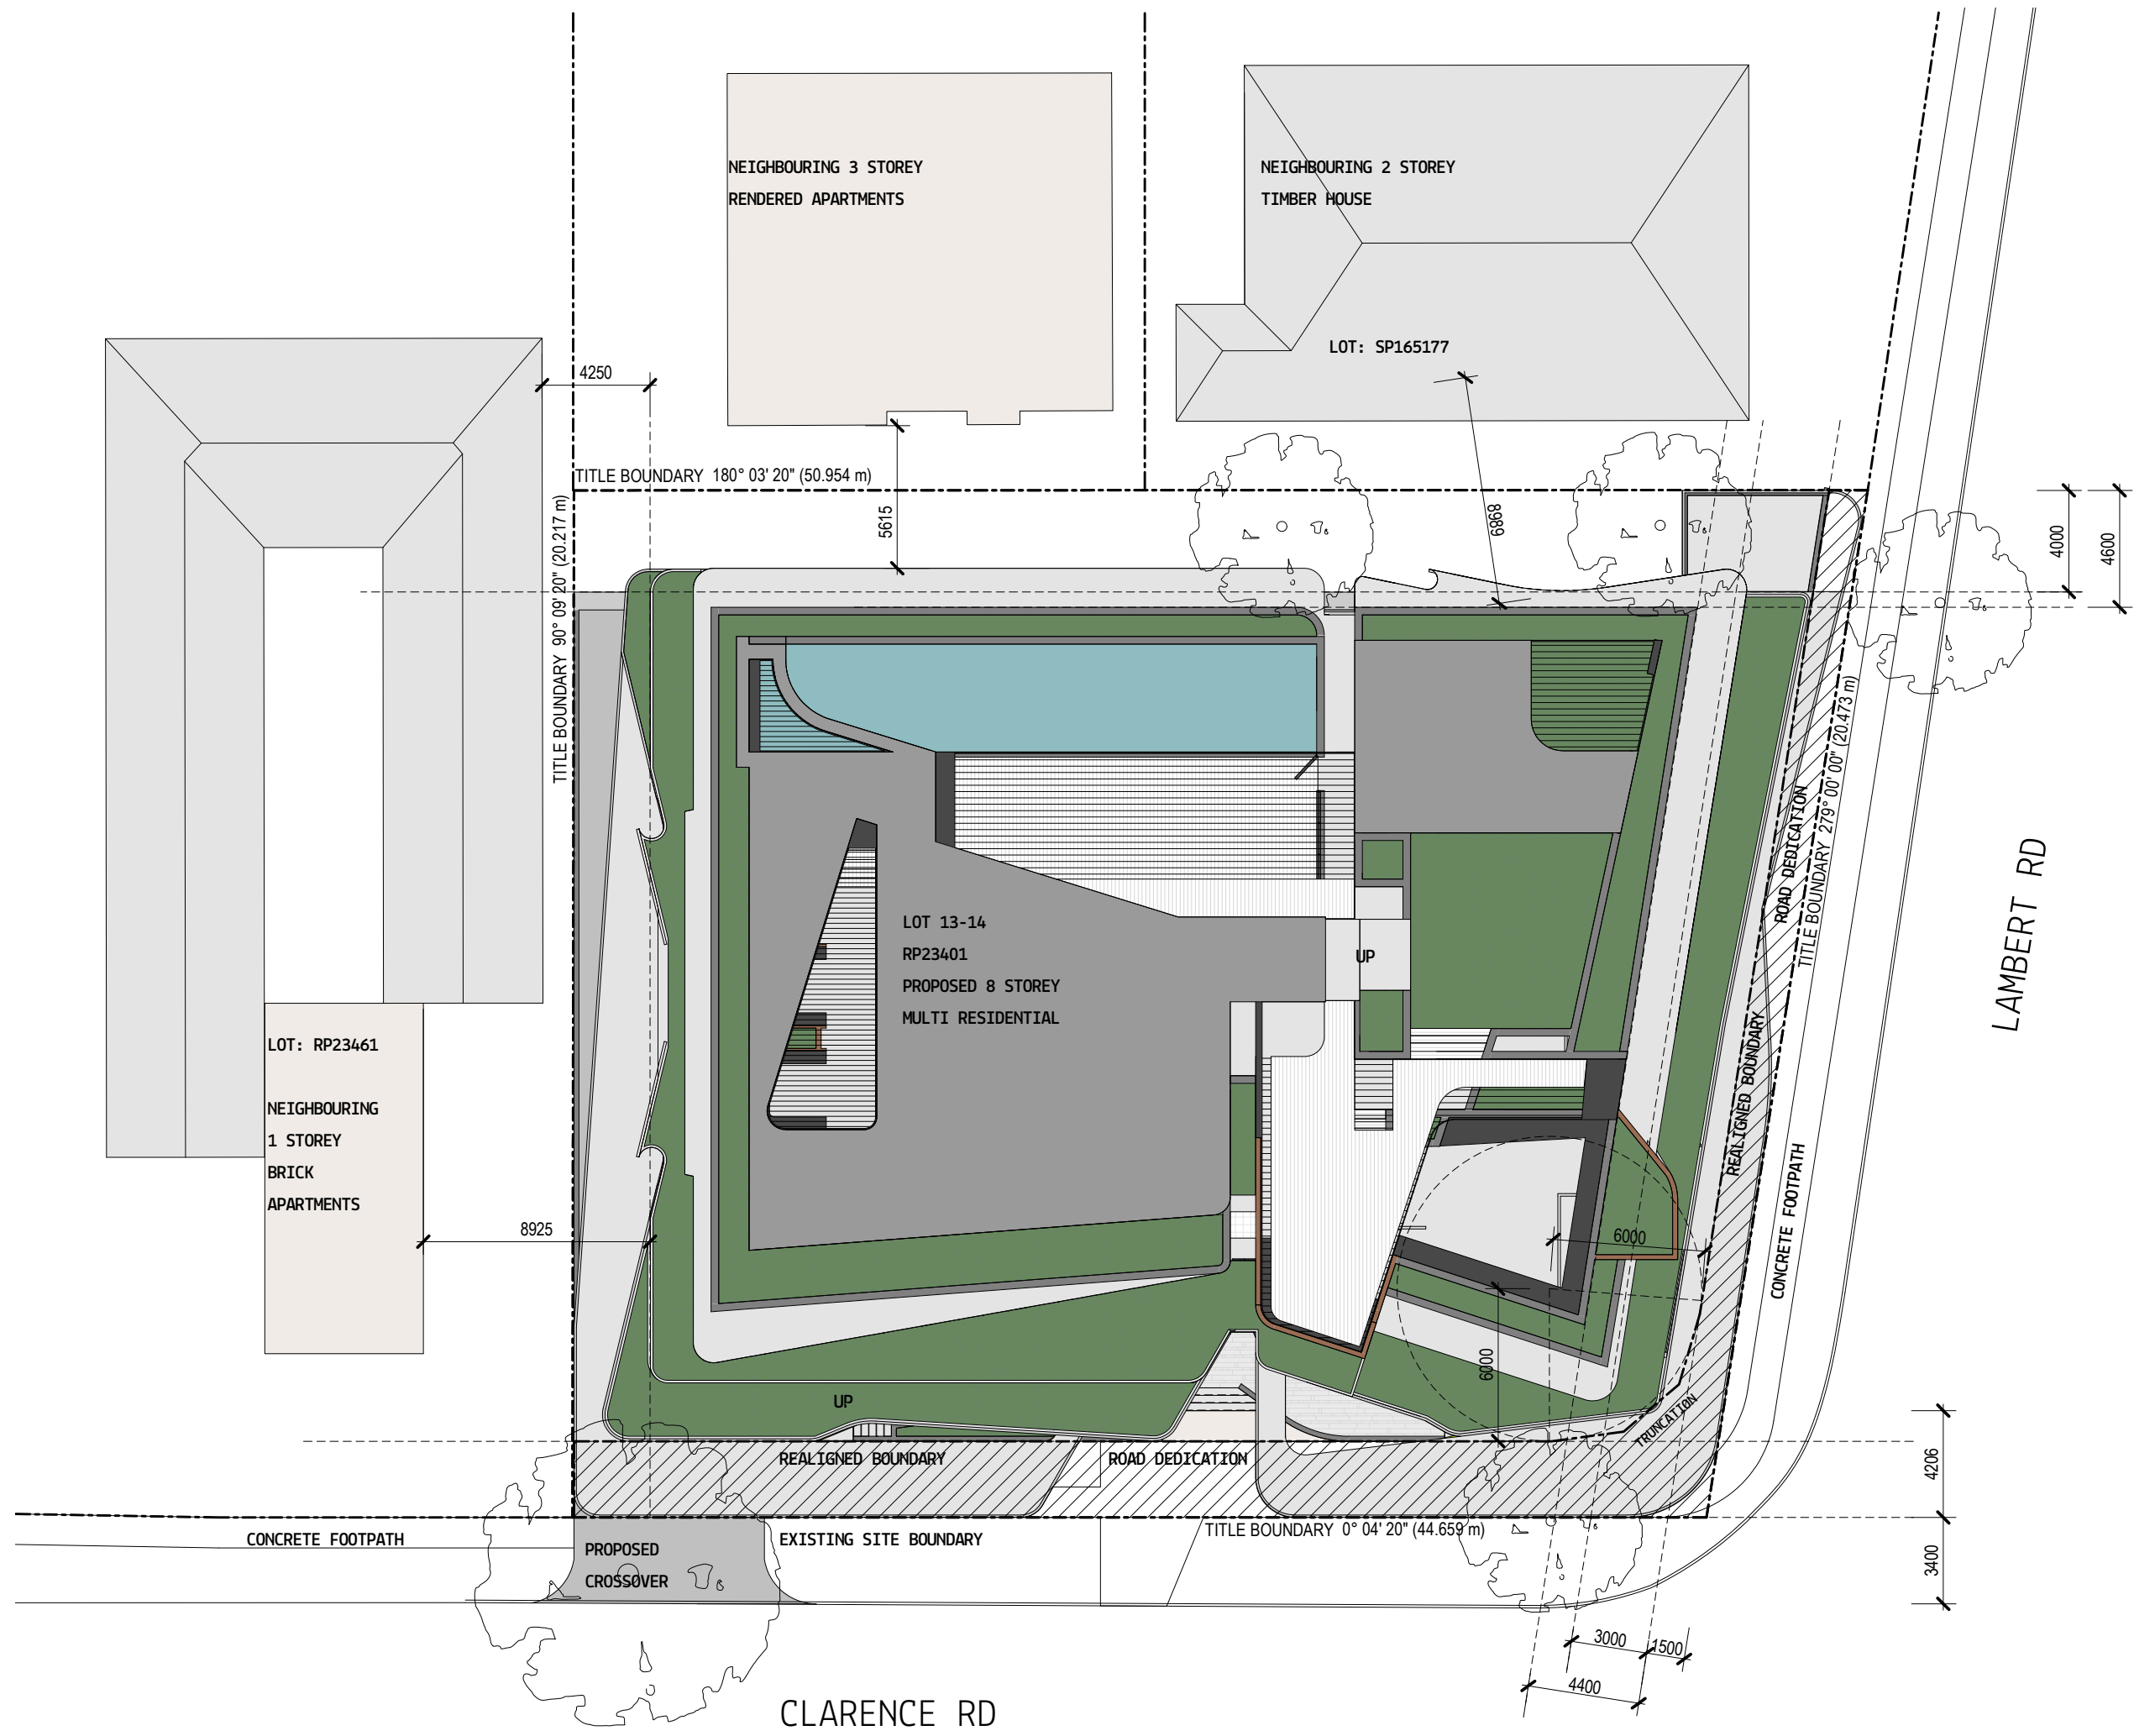 NEIGHBOURING 3 STOREY
RENDERED APARTMENTS
NEIGHBOURING 2 STOREY
TIMBER HOUSE
LOT: SP165177
4250
TITLE BOUNDARY 180° 03' 20" (50.954 m)
TITLE BOUNDARY 90° 09' 20" (20.217 m)
5615
6868
4000
4600
ROAD DEDICATION
TITLE BOUNDARY 279° 00' 00" (20.473 m)
LAMBERT RD
LOT 13-14
RP23401
PROPOSED 8 STOREY
MULTI RESIDENTIAL
UP
LOT: RP23461
NEIGHBOURING
1 STOREY
BRICK
APARTMENTS
REALIGNED BOUNDARY
CONCRETE FOOTPATH
8925
6000
6000
UP
TRUNCATION
REALIGNED BOUNDARY
ROAD DEDICATION
4206
TITLE BOUNDARY 0° 04' 20" (44.659 m)
CONCRETE FOOTPATH
EXISTING SITE BOUNDARY
PROPOSED
CROSSOVER
3400
3000
1500
4400
CLARENCE RD